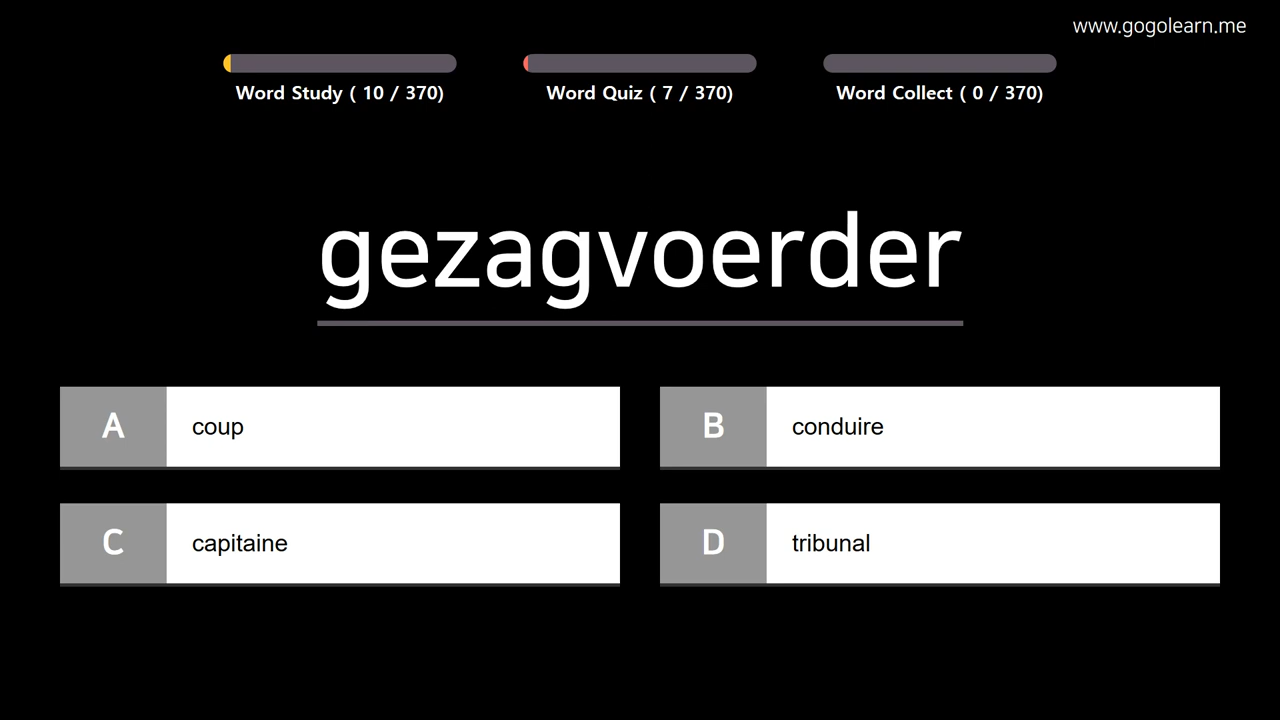 www.gogolearn.me
Word Study ( 10 / 370)
Word Quiz ( 7 / 370)
Word Collect ( 0 / 370)
gezagvoerder
A coup
B conduire
C capitaine
D tribunal